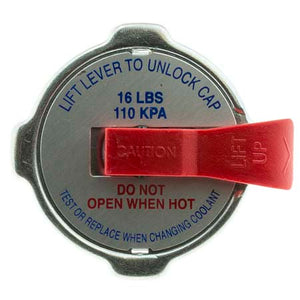 LIFT LEVER TO UNLOCK CAP
16 LBS
110 KPA
CAUTION
LIFT
UP
DO NOT
OPEN WHEN HOT
TEST OR REPLACE WHEN CHANGING COOLANT